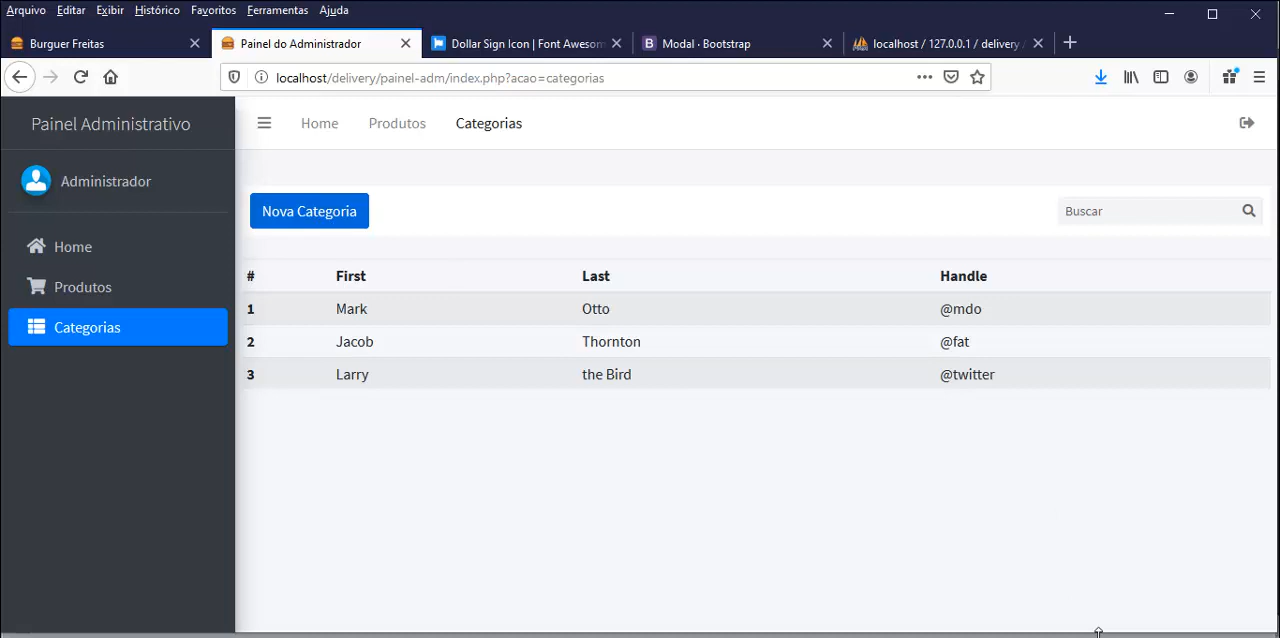 Arquivo Editar Exibir Histórico Favoritos Ferramentas Ajuda
Burguer Freitas
Painel do Administrador
Dollar Sign Icon | Font Awesom
Modal · Bootstrap
localhost / 127.0.0.1 / delivery
localhost/delivery/painel-adm/index.php?acao=categorias
Painel Administrativo
Home Produtos Categorias
Administrador
Nova Categoria
Buscar
Home
Produtos
Categorias
# First Last Handle
1 Mark Otto @mdo
2 Jacob Thornton @fat
3 Larry the Bird @twitter